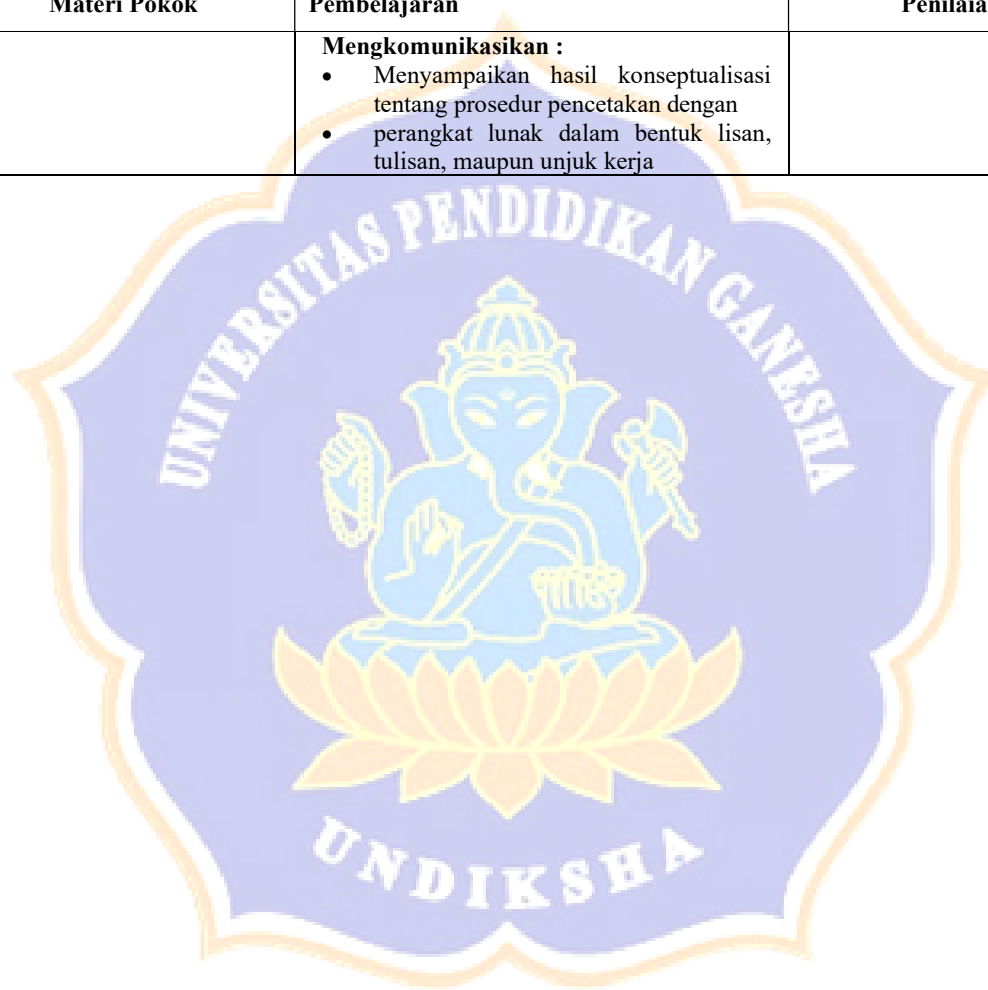 Materi Pokok Pembelajaran Penilaia
Mengkomunikasikan :
• Menyampaikan hasil konseptualisasi
tentang prosedur pencetakan dengan
• perangkat lunak dalam bentuk lisan,
tulisan, maupun unjuk kerja
UNIVERSITAS PENDIDIKAN GANESHA
UNDIKSHA